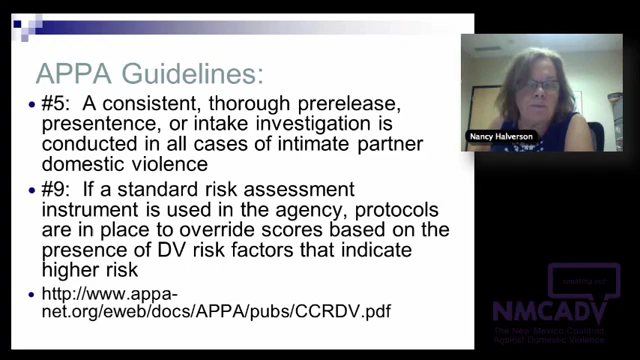 APPA Guidelines:
• #5: A consistent, thorough prerelease,
presentence, or intake investigation is
conducted in all cases of intimate partner
domestic violence
• #9: If a standard risk assessment
instrument is used in the agency, protocols
are in place to override scores based on the
presence of DV risk factors that indicate
higher risk
• http://www.appa-
net.org/eweb/docs/APPA/pubs/CCRDV.pdf
Nancy Halverson
NMCADV
The New Mexico Coalition
Against Domestic Violence